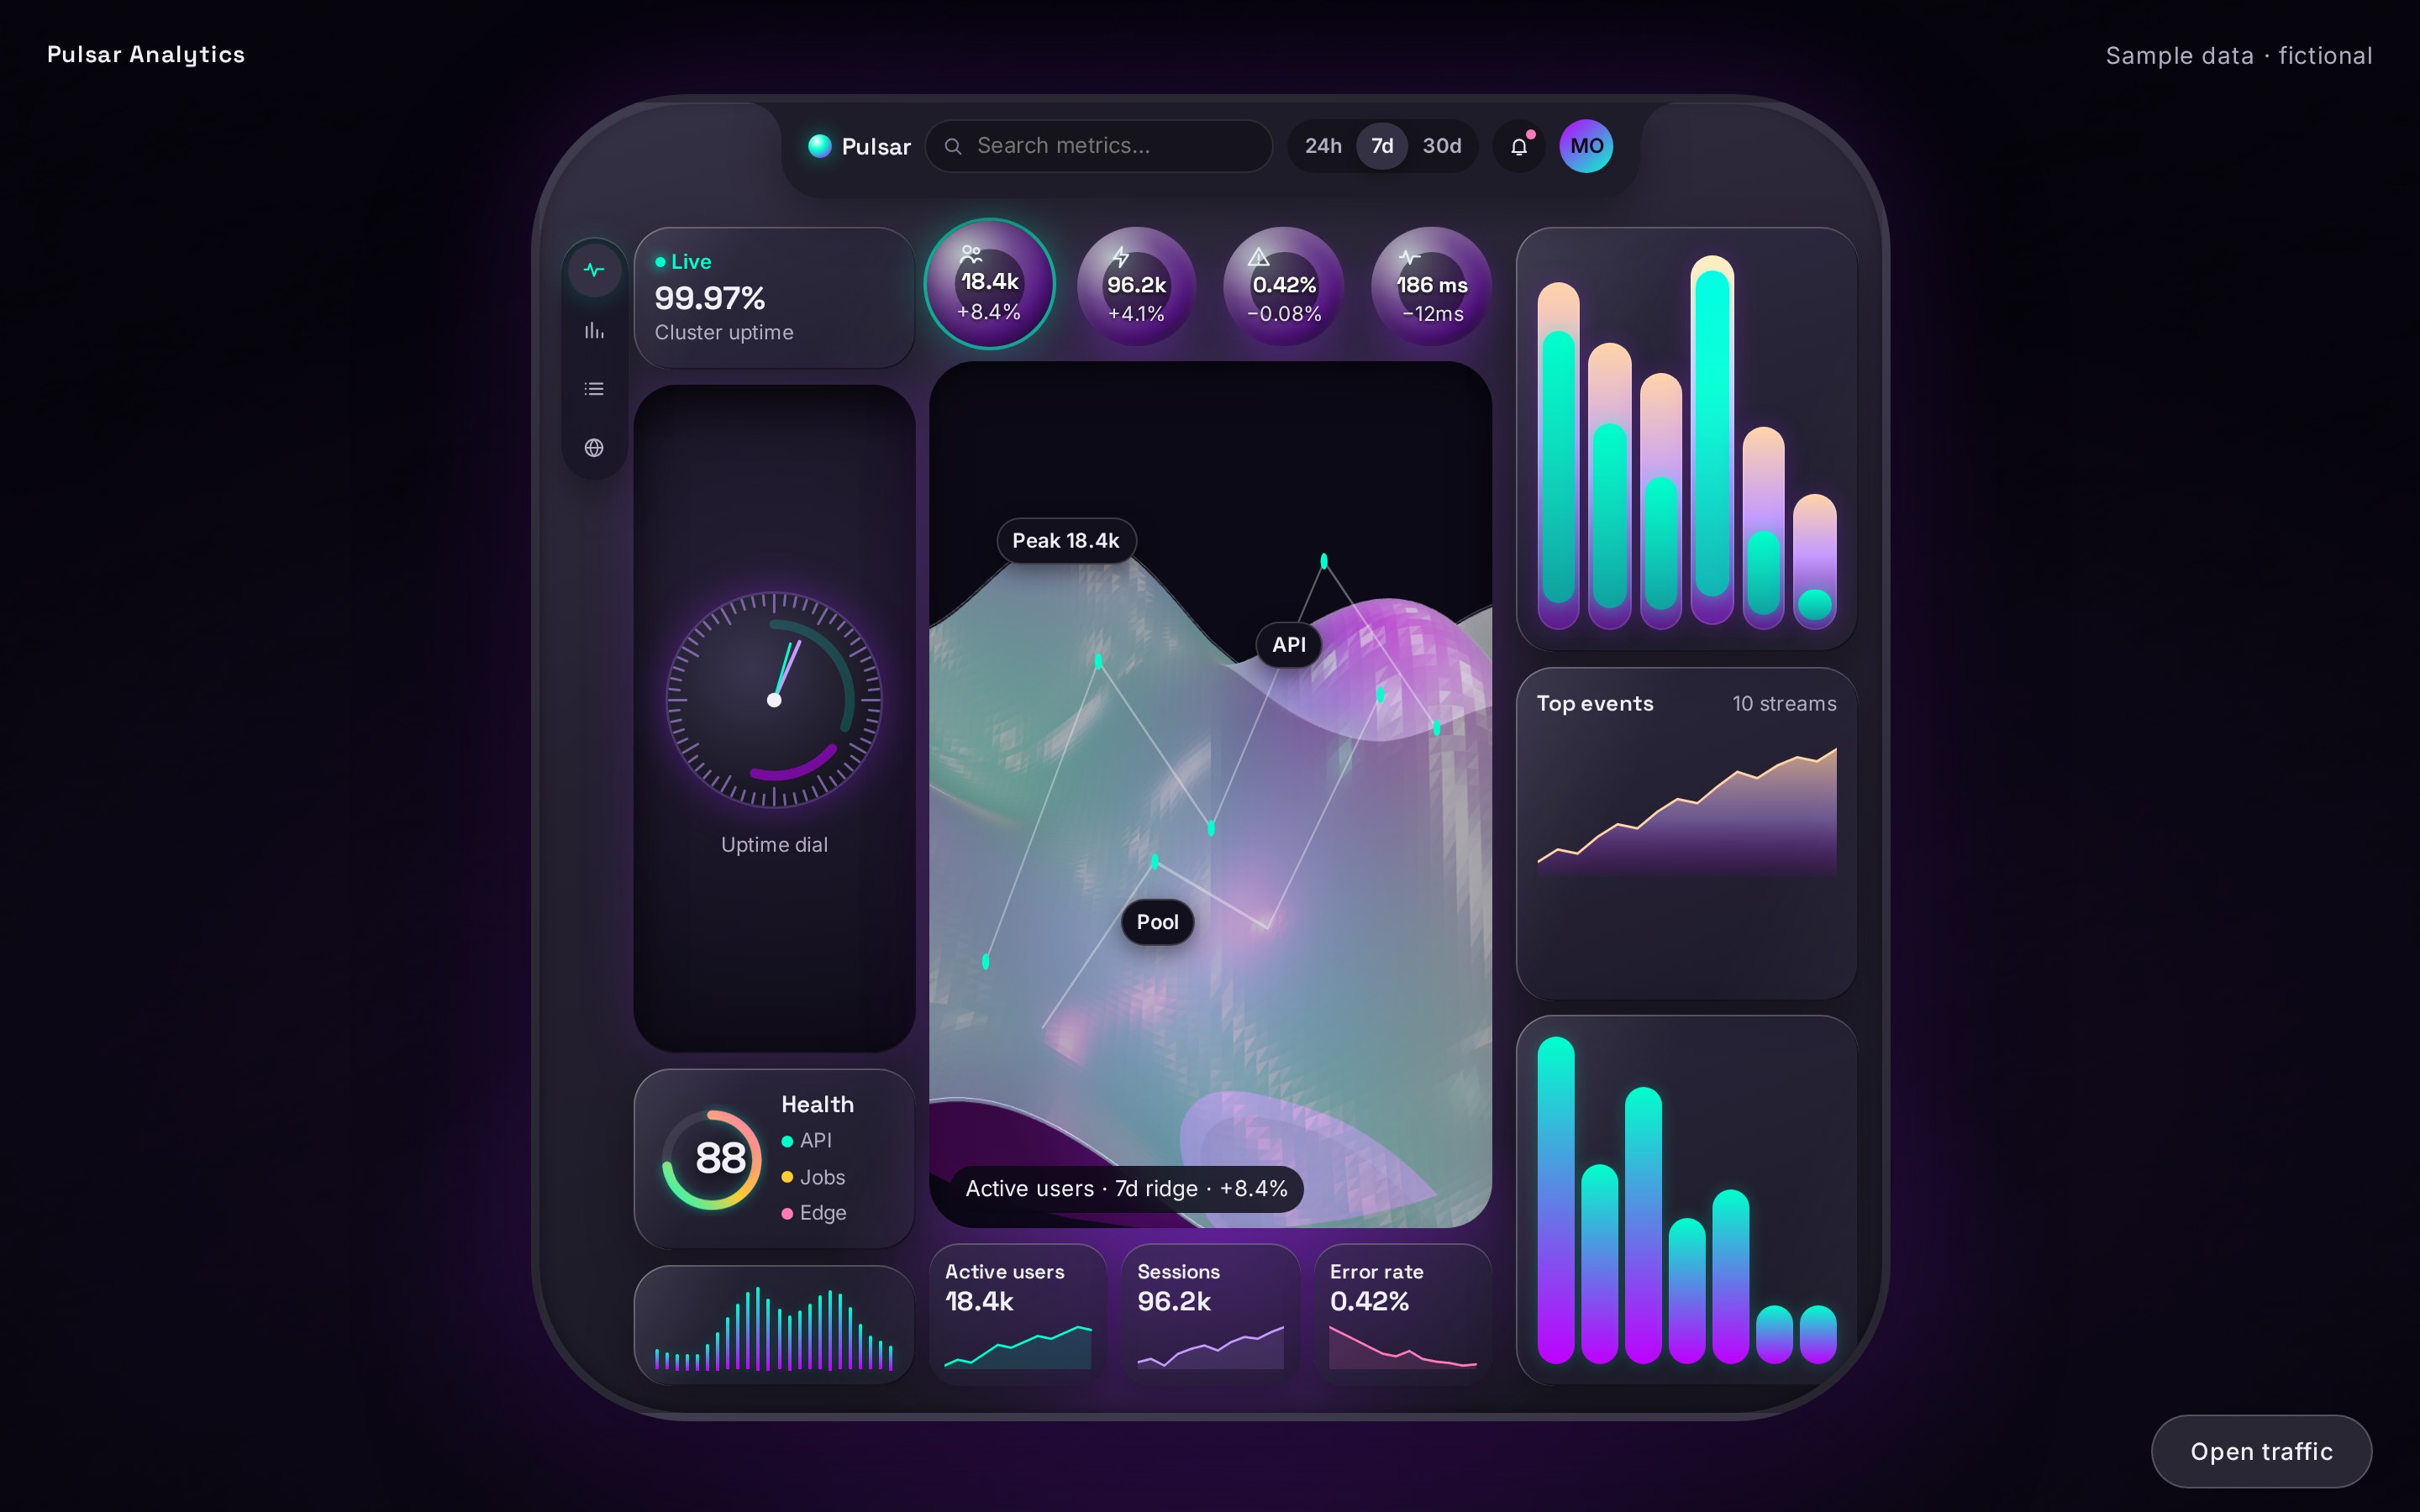 Pulsar Analytics
Sample data · fictional
Pulsar
Search metrics...
24h
7d
30d
MO
Live
99.97%
Cluster uptime
18.4k
+8.4%
96.2k
+4.1%
0.42%
−0.08%
186 ms
−12ms
Peak 18.4k
API
Pool
Active users · 7d ridge · +8.4%
Uptime dial
88
Health
API
Jobs
Edge
Active users
18.4k
Sessions
96.2k
Error rate
0.42%
Top events
10 streams
Open traffic